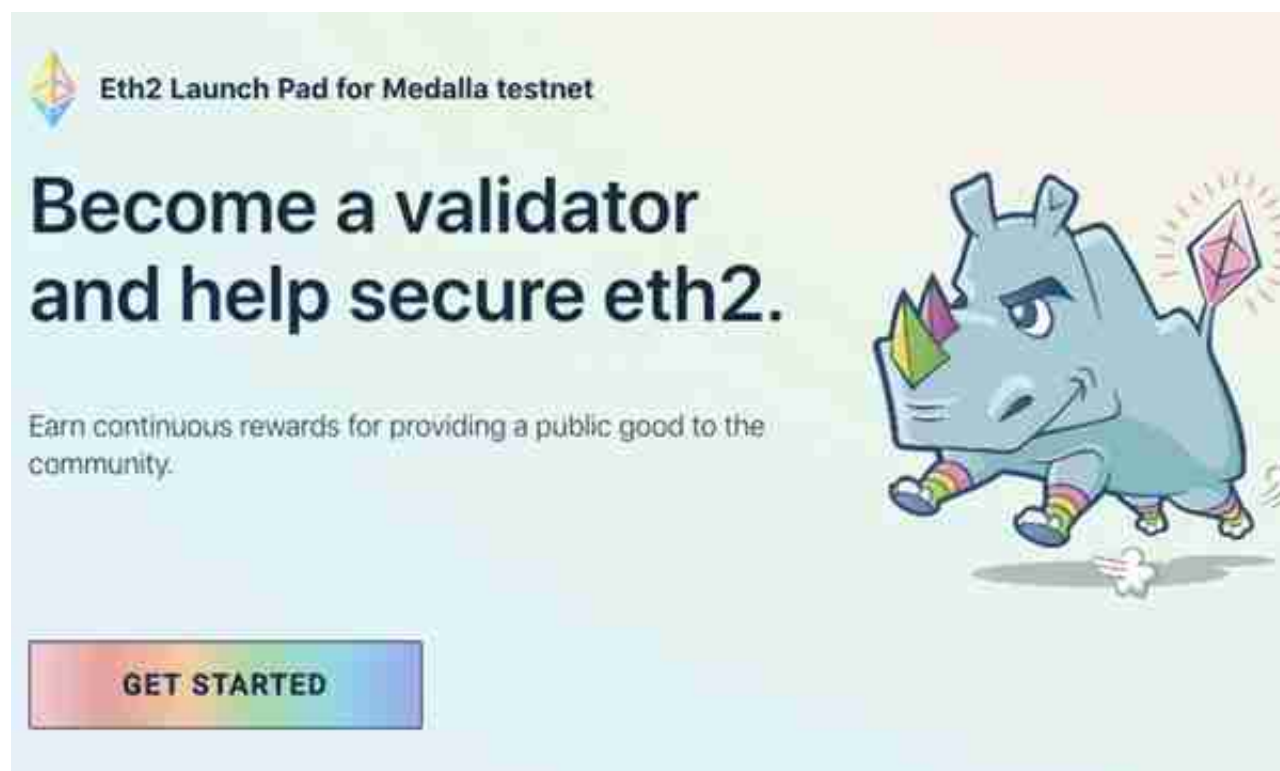 Eth2 Launch Pad for Medalla testnet
Become a validator
and help secure eth2.
Earn continuous rewards for providing a public good to the
community.
GET STARTED